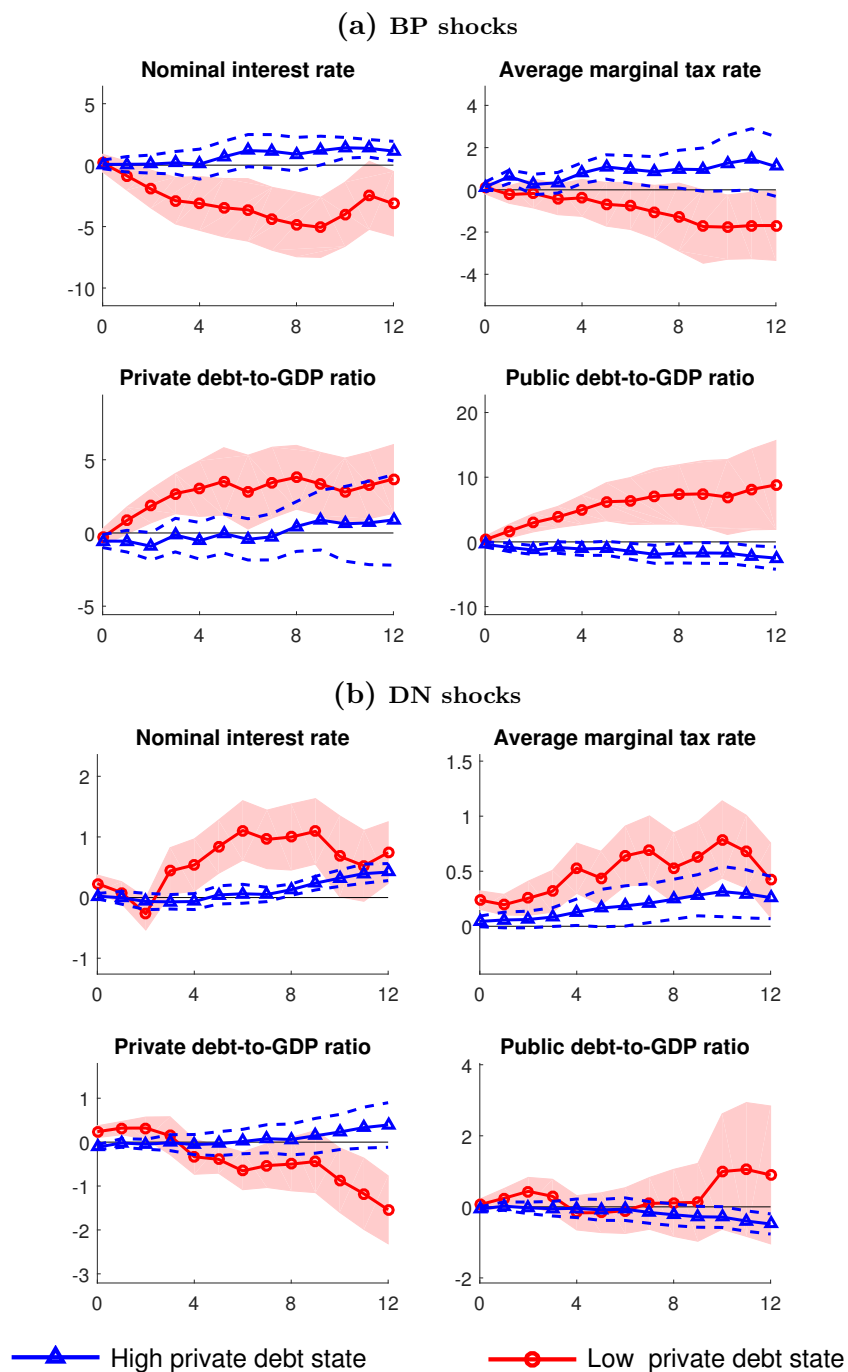 (a) BP shocks
Nominal interest rate
Average marginal tax rate
5
0
-5
-10
0 4 8 12
4
2
0
-2
-4
0 4 8 12
Private debt-to-GDP ratio
Public debt-to-GDP ratio
5
0
-5
0 4 8 12
20
10
0
-10
0 4 8 12
(b) DN shocks
Nominal interest rate
Average marginal tax rate
2
1
0
-1
0 4 8 12
1.5
1
0.5
0
0 4 8 12
Private debt-to-GDP ratio
Public debt-to-GDP ratio
1
0
-1
-2
-3
0 4 8 12
4
2
0
-2
0 4 8 12
High private debt state
Low private debt state